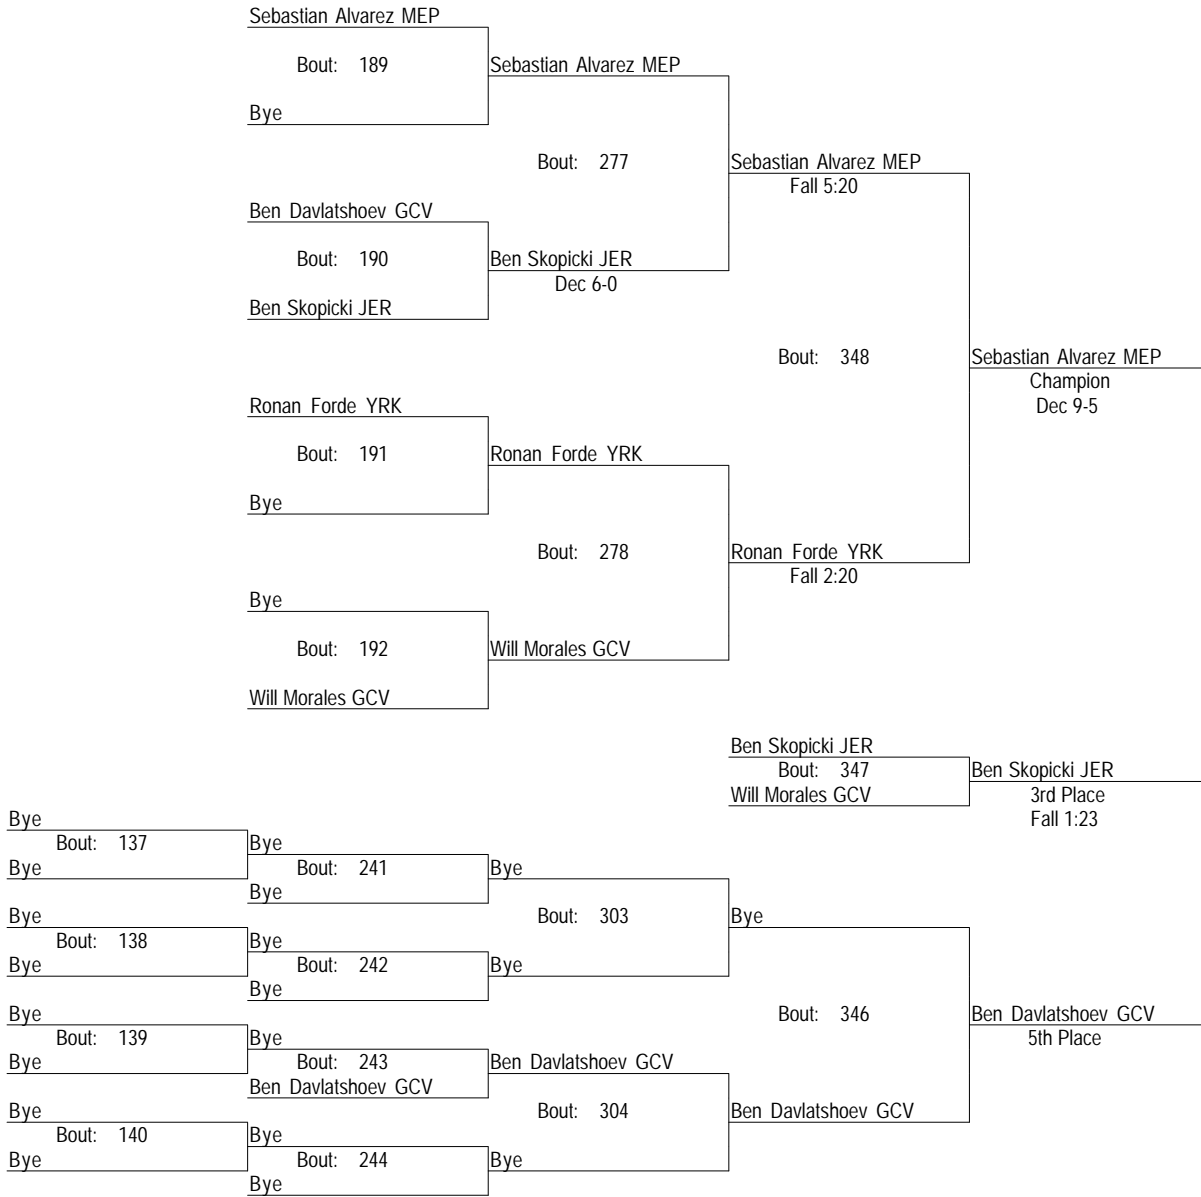 Sebastian Alvarez MEP
Bout: 189
Sebastian Alvarez MEP
Bye
Bout: 277
Sebastian Alvarez MEP
Fall 5:20
Ben Davlatshoev GCV
Bout: 190
Ben Skopicki JER
Dec 6-0
Ben Skopicki JER
Bout: 348
Sebastian Alvarez MEP
Champion
Dec 9-5
Ronan Forde YRK
Bout: 191
Ronan Forde YRK
Bye
Bout: 278
Ronan Forde YRK
Fall 2:20
Bye
Bout: 192
Will Morales GCV
Will Morales GCV
Ben Skopicki JER
Bout: 347
Ben Skopicki JER
Will Morales GCV
3rd Place
Fall 1:23
Bye
Bout: 137
Bye
Bye
Bout: 241
Bye
Bye
Bye
Bout: 303
Bye
Bout: 138
Bye
Bye
Bye
Bout: 242
Bye
Bye
Bye
Bout: 139
Bye
Bye
Bout: 346
Ben Davlatshoev GCV
5th Place
Bout: 243
Ben Davlatshoev GCV
Ben Davlatshoev GCV
Bye
Bout: 304
Ben Davlatshoev GCV
Bout: 140
Bye
Bye
Bout: 244
Bye
Bye